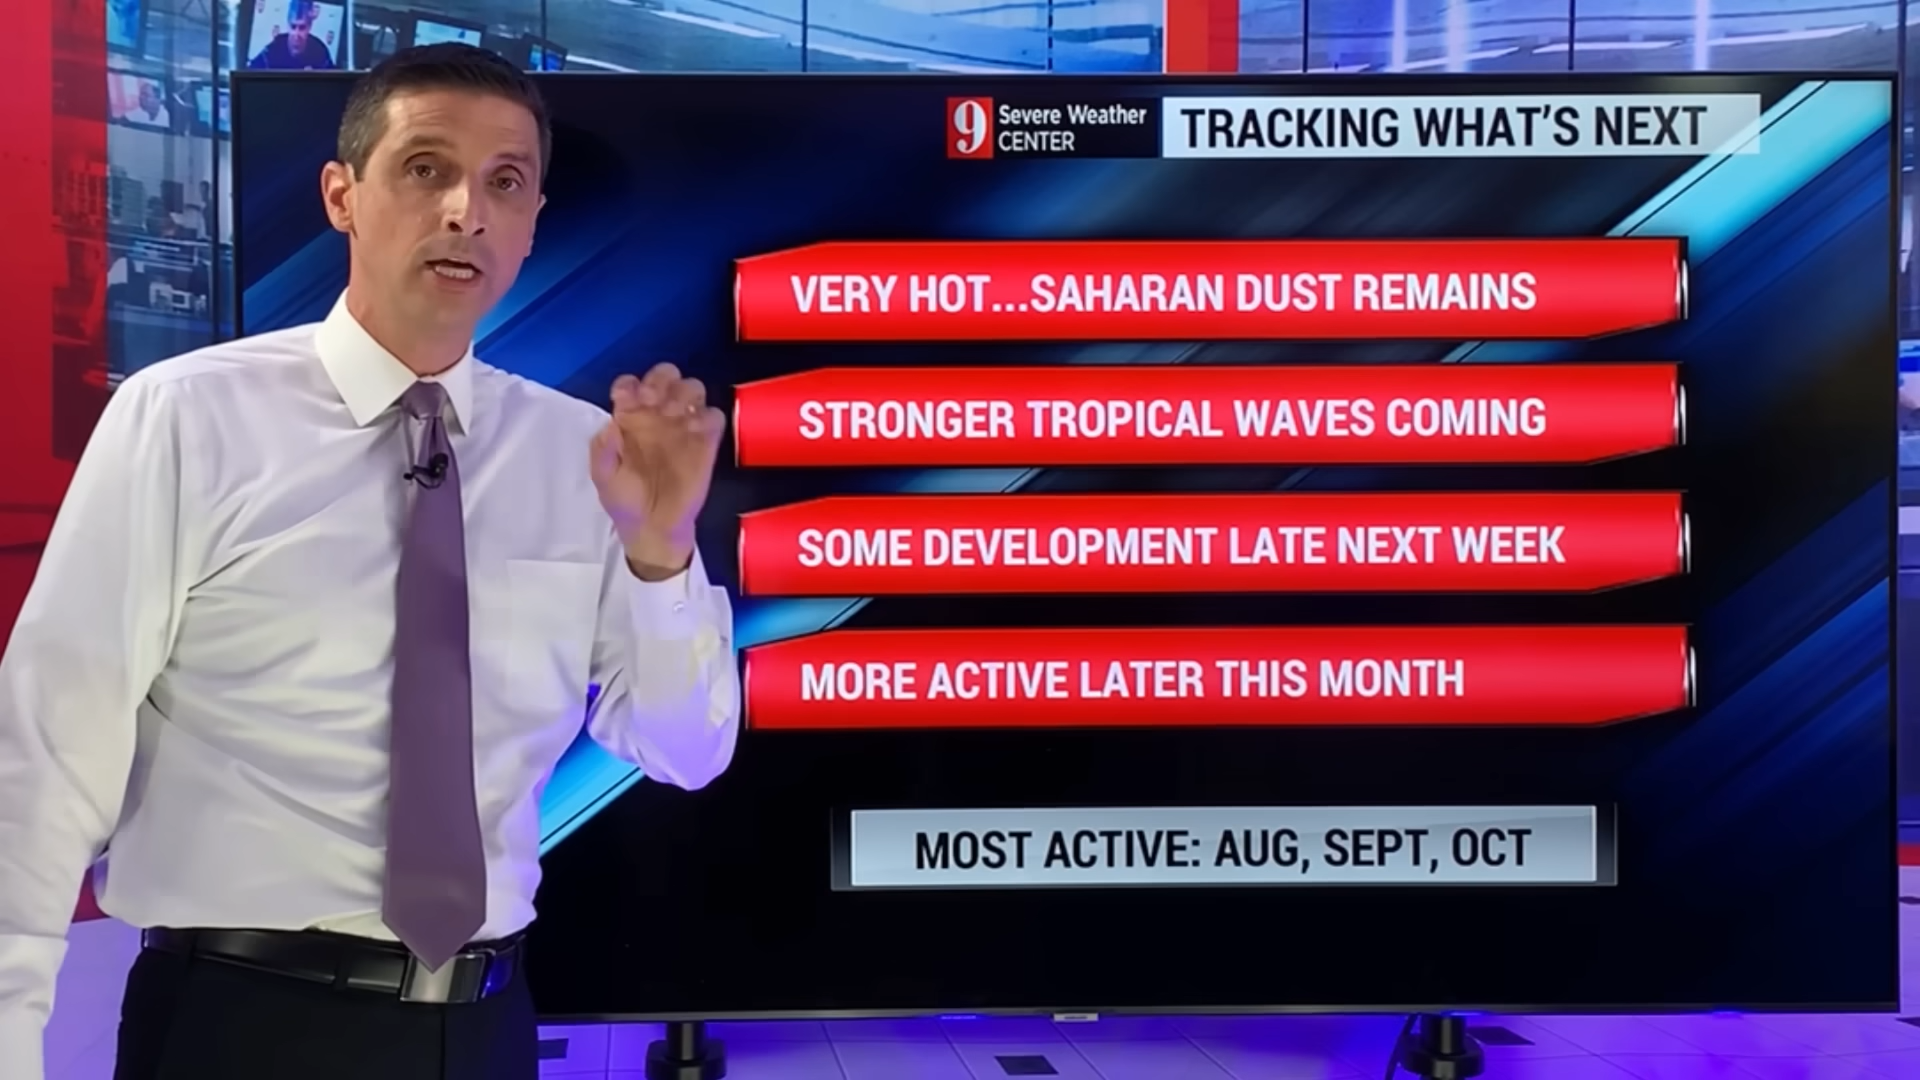 9 Severe Weather
CENTER
TRACKING WHAT'S NEXT
VERY HOT...SAHARAN DUST REMAINS
STRONGER TROPICAL WAVES COMING
SOME DEVELOPMENT LATE NEXT WEEK
MORE ACTIVE LATER THIS MONTH
MOST ACTIVE: AUG, SEPT, OCT